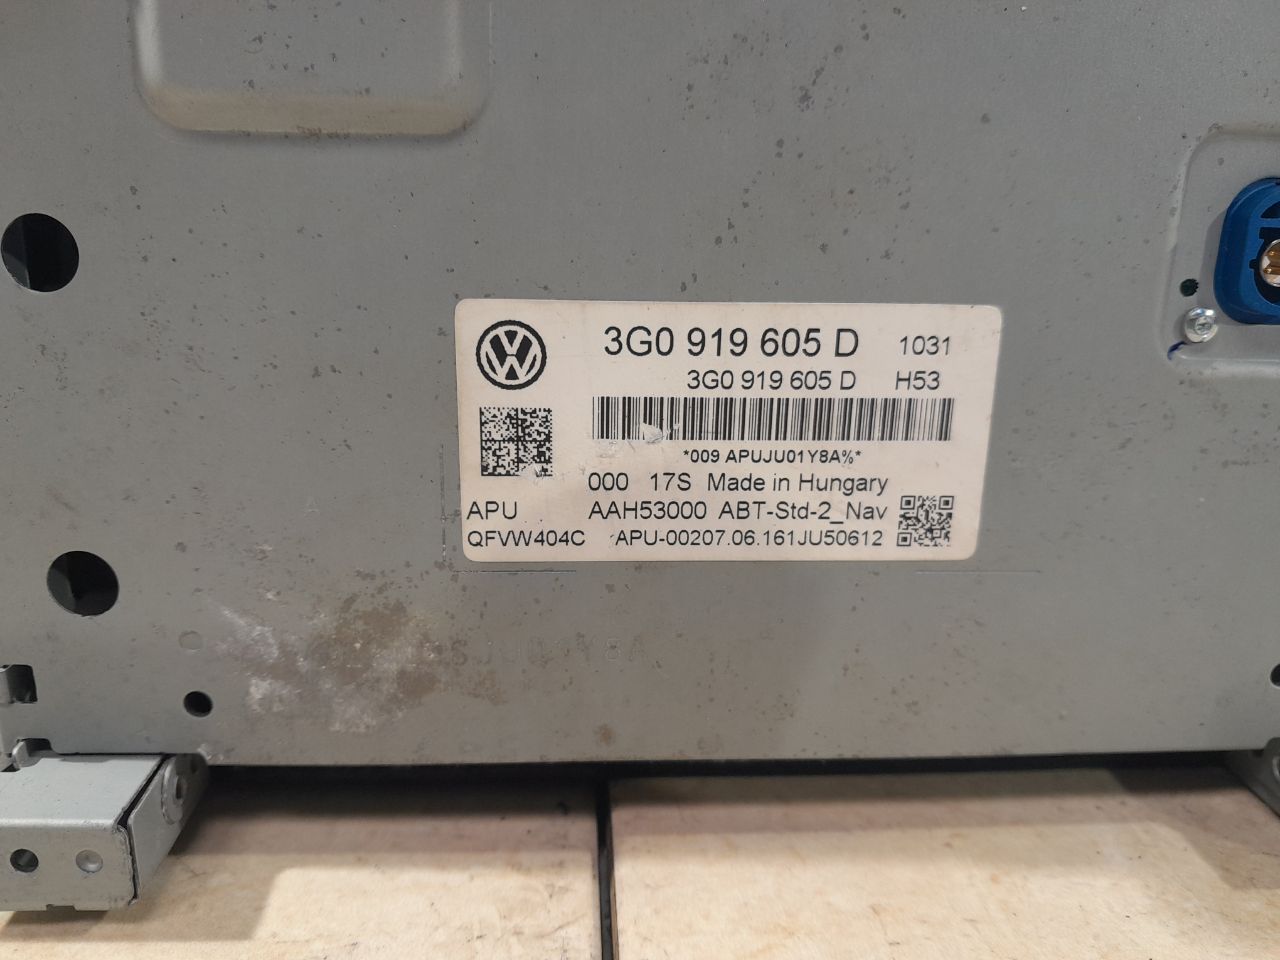 3G0 919 605 D 1031
3G0 919 605 D H53
*009 APUJU01Y8A%*
000 17S Made in Hungary
APU AAH53000 ABT-Std-2_Nav
QFVW404C APU-00207.06.161JU50612